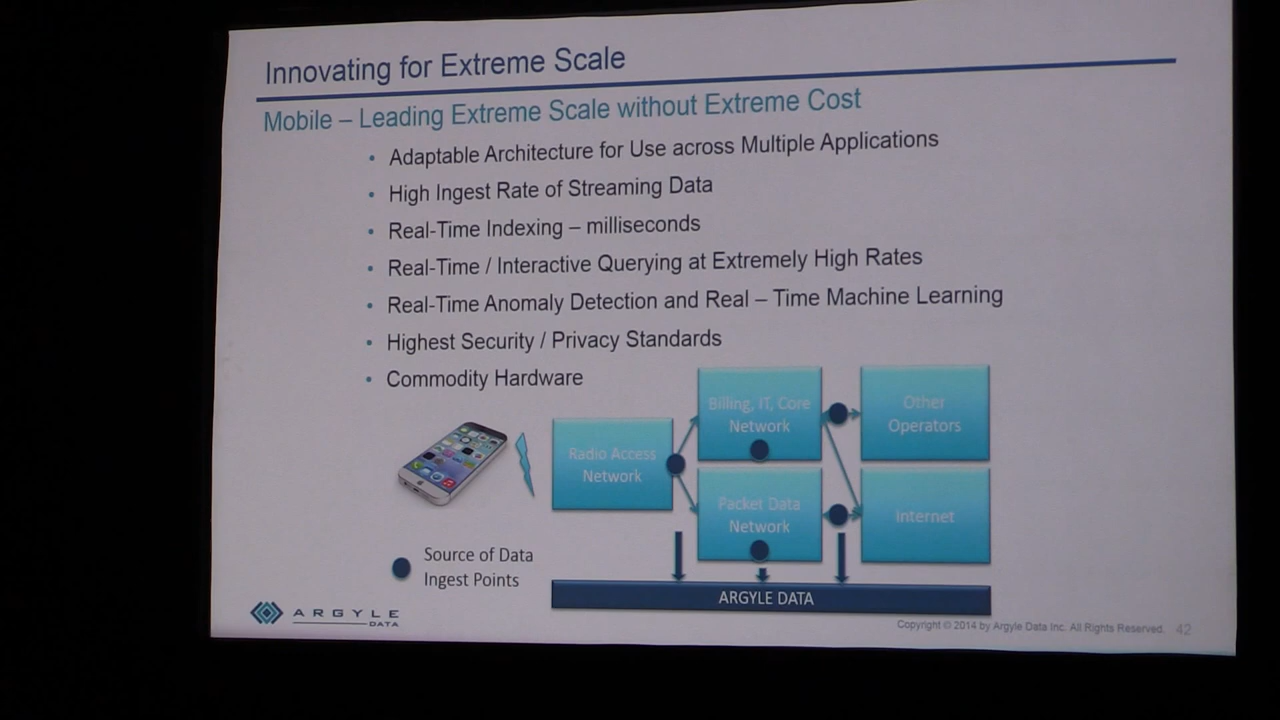 Innovating for Extreme Scale
Mobile – Leading Extreme Scale without Extreme Cost
• Adaptable Architecture for Use across Multiple Applications
• High Ingest Rate of Streaming Data
• Real-Time Indexing – milliseconds
• Real-Time / Interactive Querying at Extremely High Rates
• Real-Time Anomaly Detection and Real – Time Machine Learning
• Highest Security / Privacy Standards
• Commodity Hardware
Radio Access
Network
Billing, IT, Core
Network
Other
Operators
Packet Data
Network
Internet
Source of Data
Ingest Points
ARGYLE DATA
ARGYLE
DATA
Copyright © 2014 by Argyle Data Inc. All Rights Reserved.
42